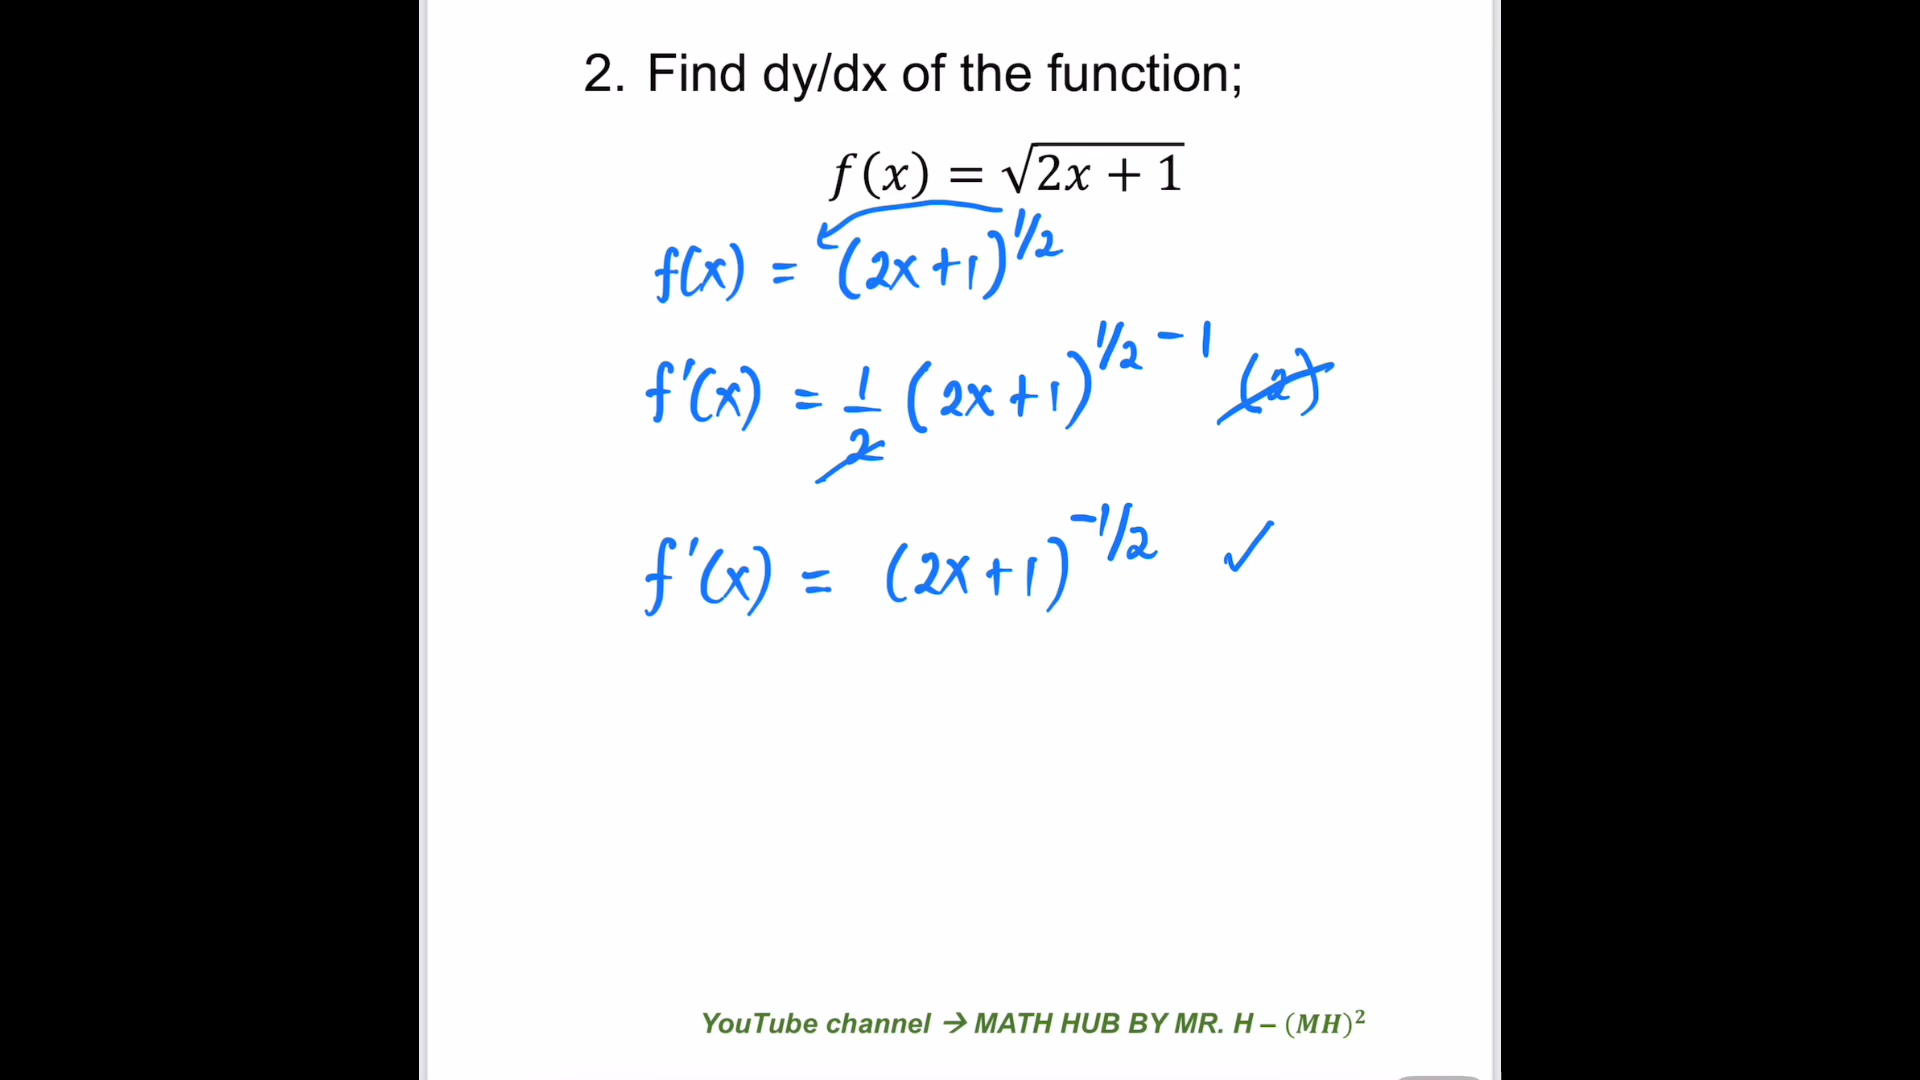 2. Find dy/dx of the function;
f(x) = √2x + 1
f(x) = (2x+1)^1/2
f'(x) = 1/2 (2x+1)^1/2 - 1 (2)
f'(x) = (2x+1)^-1/2 ✓
YouTube channel → MATH HUB BY MR. H – (MH)²